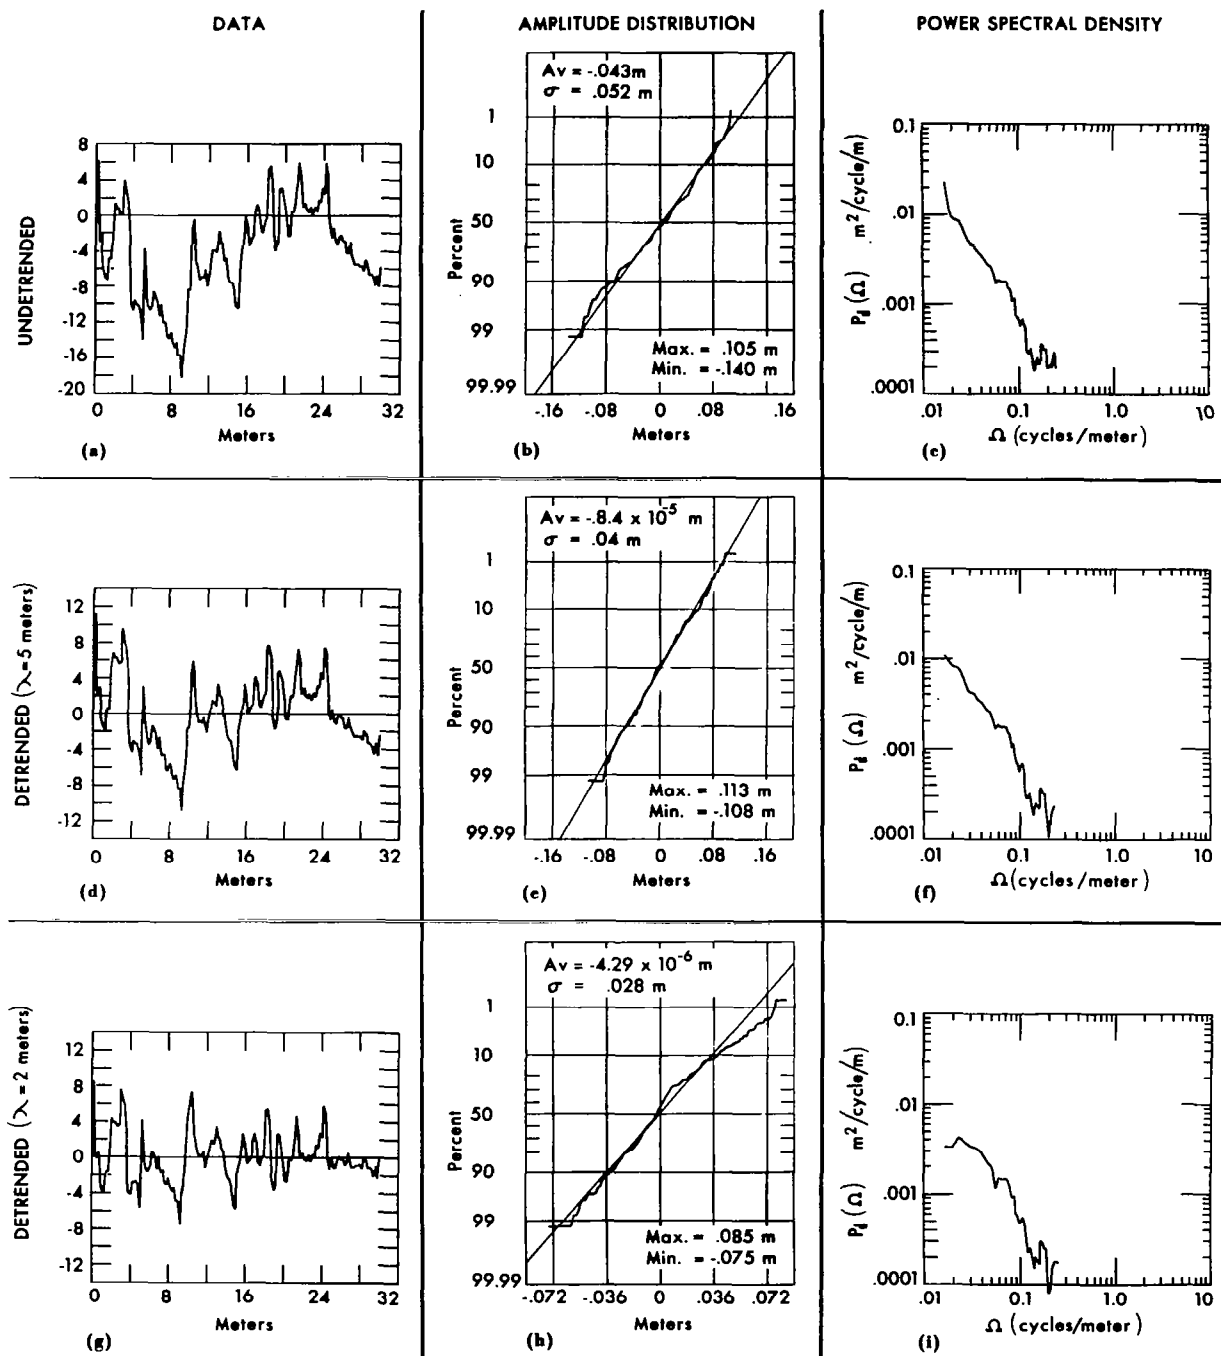 DATA
AMPLITUDE DISTRIBUTION
POWER SPECTRAL DENSITY
UNDETRENDED
8
4
0
-4
-8
-12
-16
-20
0 8 16 24 32
Meters
(a)
Av = -.043m
σ = .052 m
Percent
1
10
50
90
99
99.99
Max. = .105 m
Min. = -.140 m
-.16 -.08 0 .08 .16
Meters
(b)
P₫ (Ω) m²/cycle/m)
0.1
.01
.001
.0001
.01 0.1 1.0 10
Ω (cycles/meter)
(c)
DETRENDED (λ = 5 meters)
12
8
4
0
-4
-8
-12
0 8 16 24 32
Meters
(d)
Av = -.8.4 x 10⁻⁵ m
σ = .04 m
Percent
1
10
50
90
99
99.99
Max. = .113 m
Min. = -.108 m
-.16 -.08 0 .08 .16
Meters
(e)
P₫ (Ω) m²/cycle/m)
0.1
.01
.001
.0001
.01 0.1 1.0 10
Ω (cycles/meter)
(f)
DETRENDED (λ = 2 meters)
12
8
4
0
-4
-8
-12
0 8 16 24 32
Meters
(g)
Av = -4.29 x 10⁻⁶ m
σ = .028 m
Percent
1
10
50
90
99
99.99
Max. = .085 m
Min. = -.075 m
-.072 -.036 0 .036 .072
Meters
(h)
P₫ (Ω) m²/cycle/m)
0.1
.01
.001
.0001
.01 0.1 1.0 10
Ω (cycles/meter)
(i)